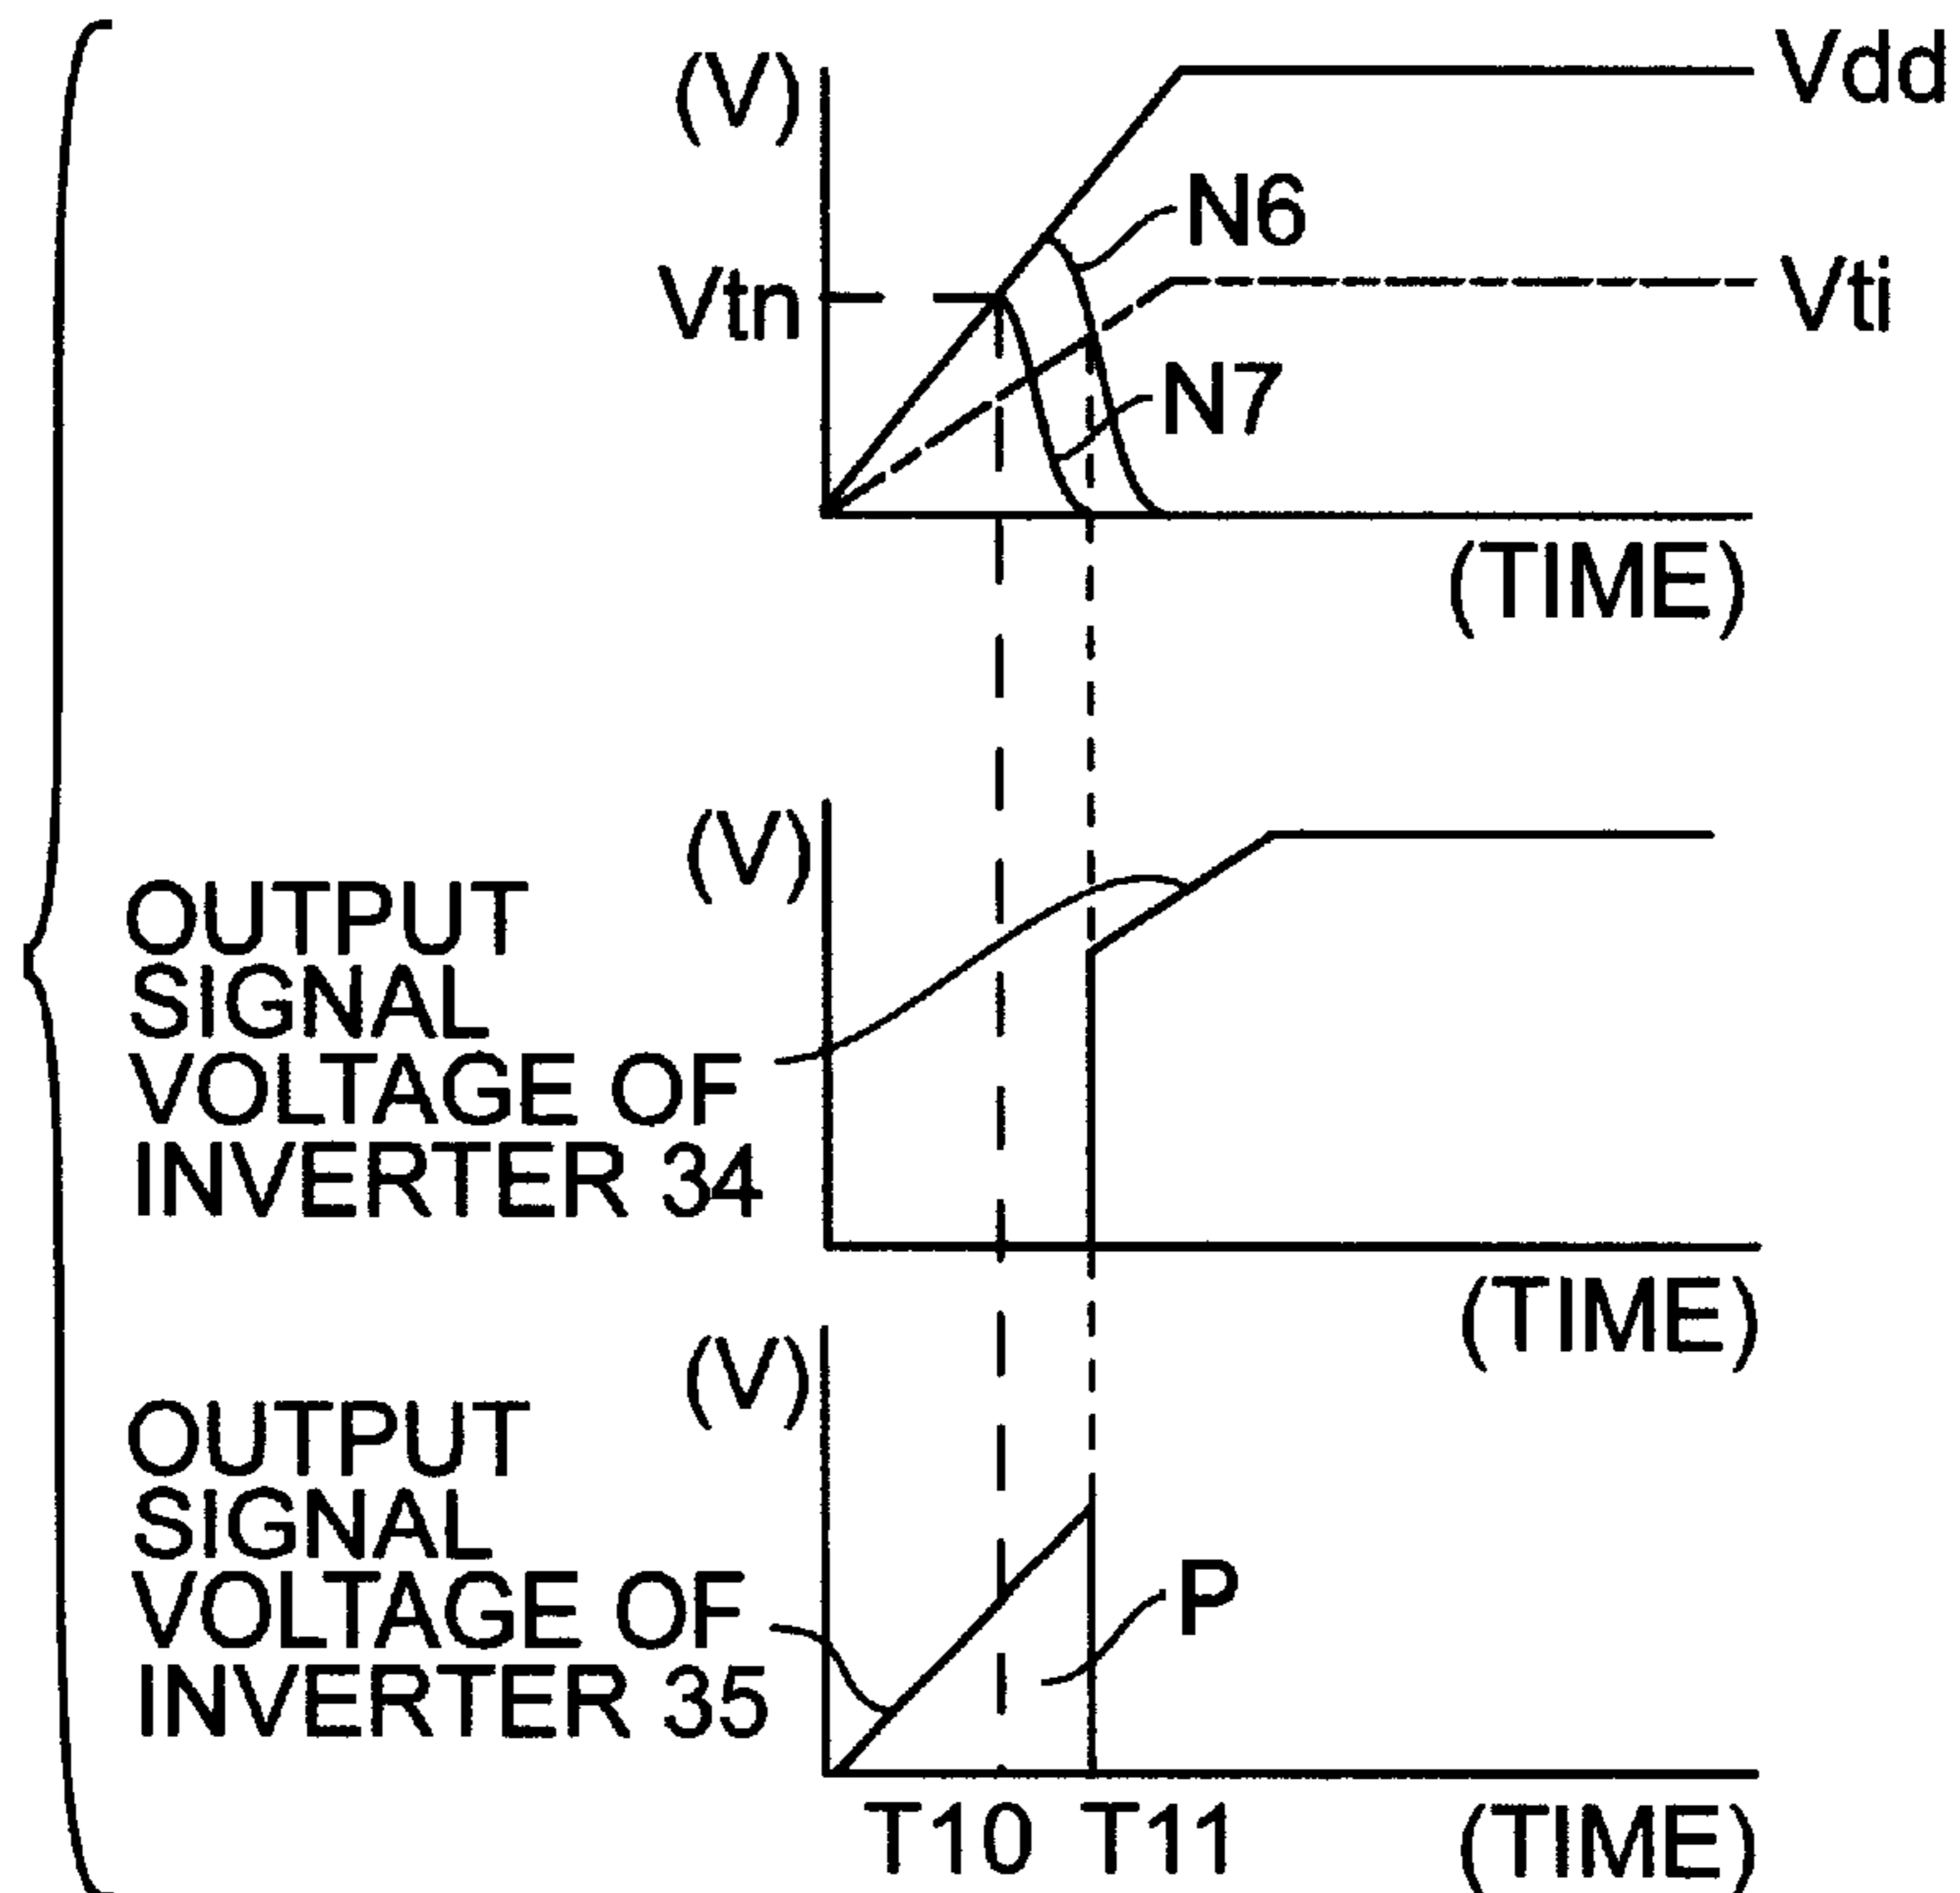 (V)
Vdd
N6
Vtn
Vti
N7
(TIME)
(V)
OUTPUT
SIGNAL
VOLTAGE OF
INVERTER 34
(TIME)
(V)
OUTPUT
SIGNAL
VOLTAGE OF
INVERTER 35
P
T10 T11 (TIME)